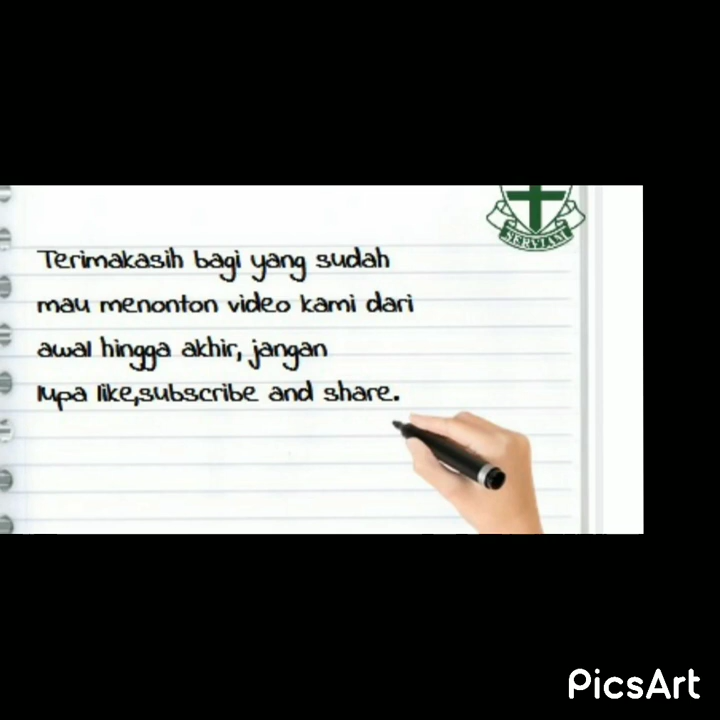 SERVIAM
Terimakasih bagi yang sudah
mau menonton video kami dari
awal hingga akhir, jangan
lupa like,subscribe and share.
PicsArt